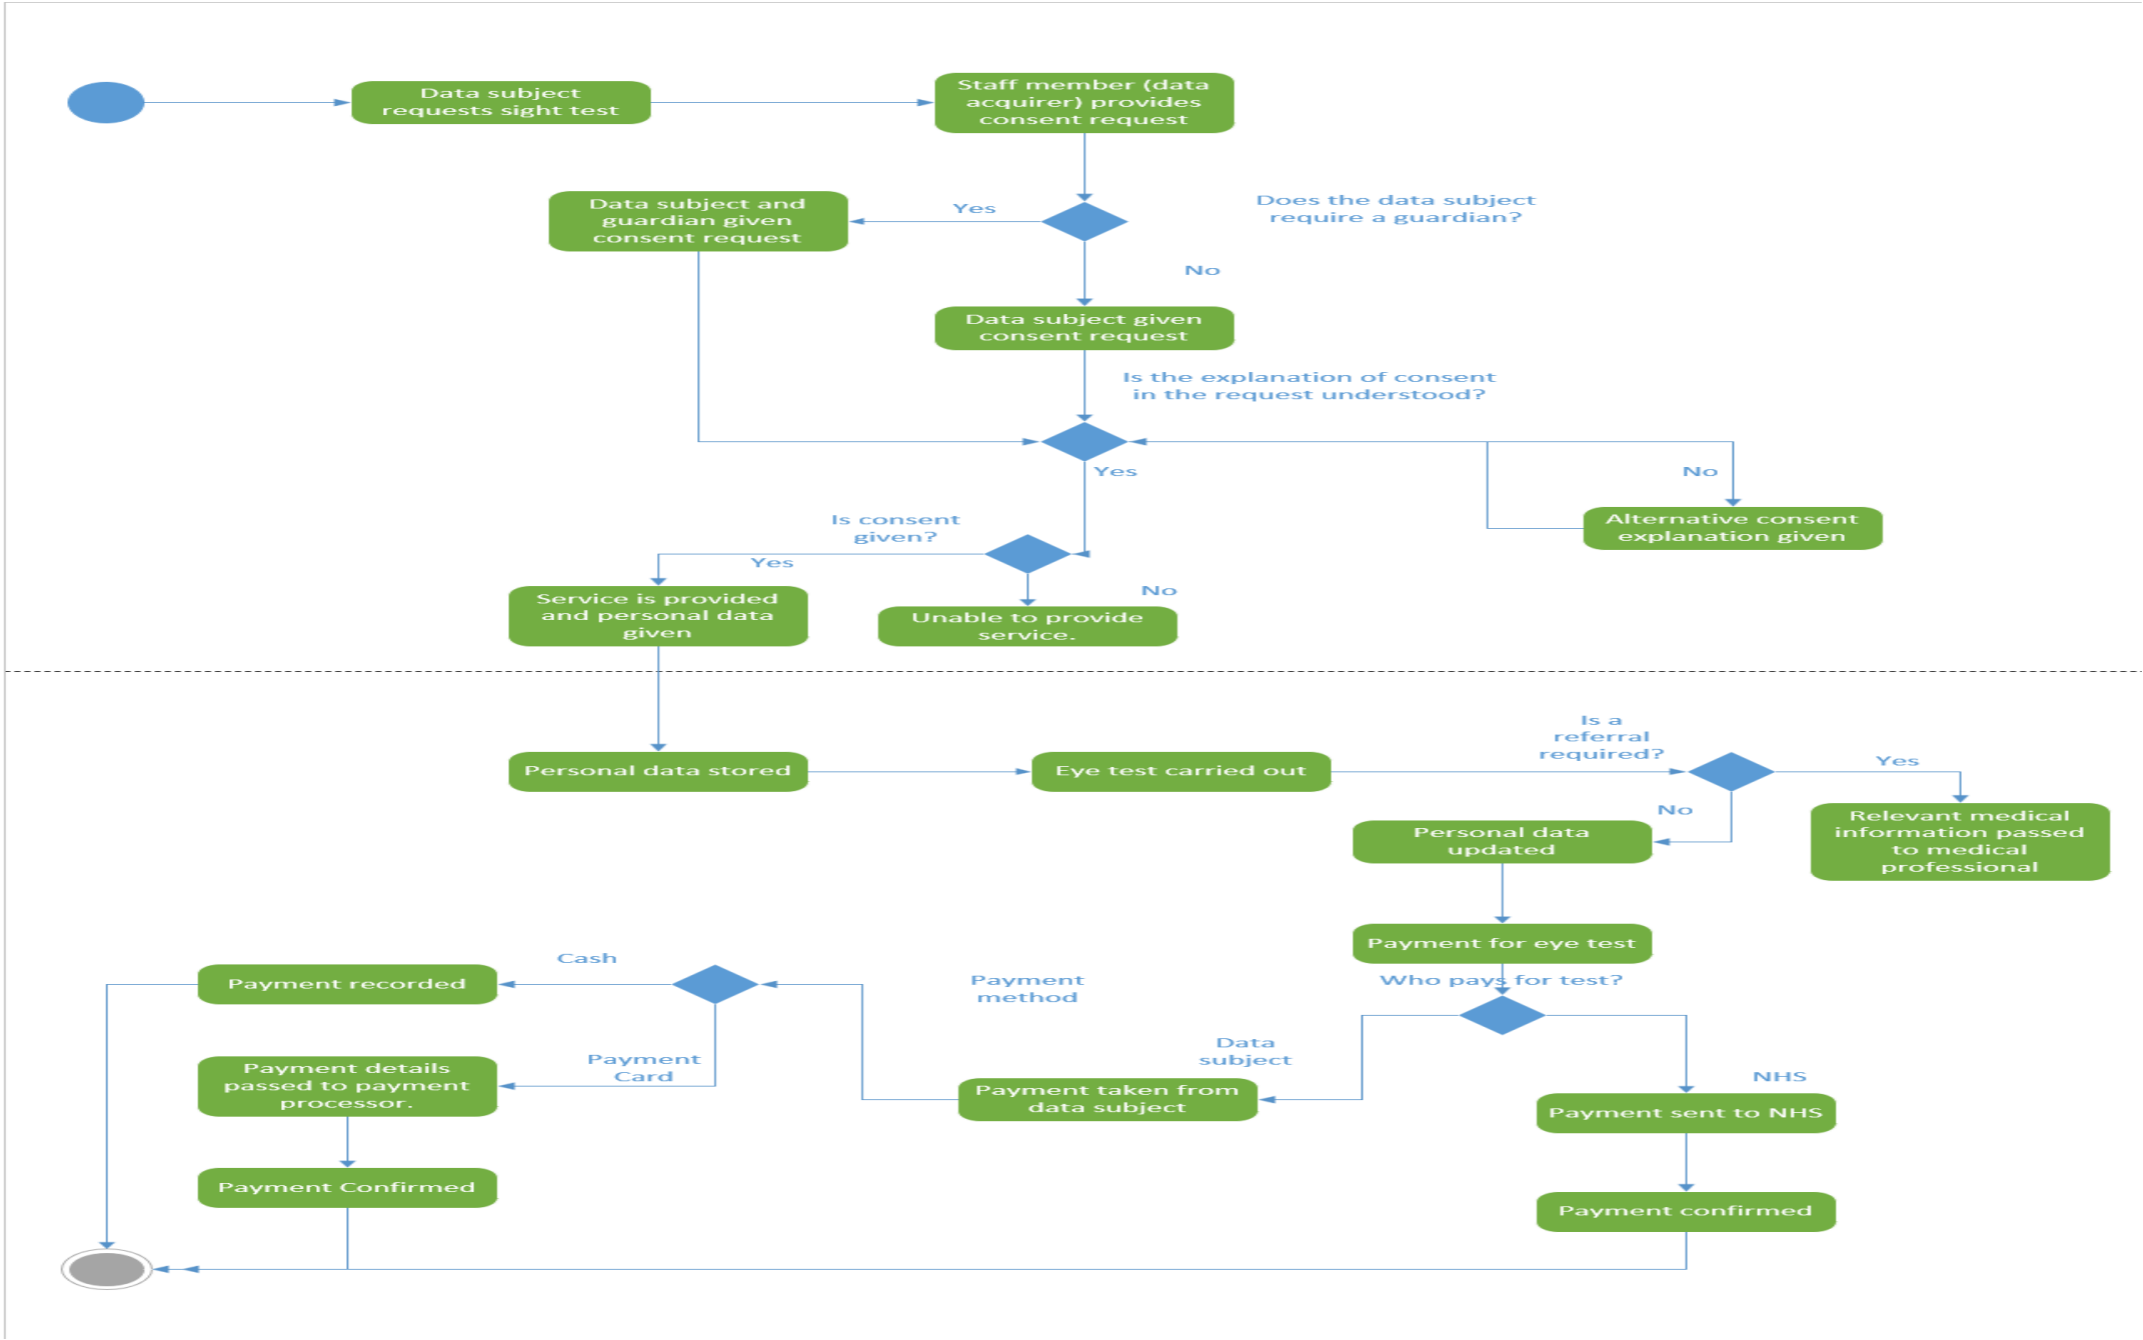 Data subject
requests sight test
Staff member (data
acquirer) provides
consent request
Data subject and
guardian given
consent request
Yes
Does the data subject
require a guardian?
No
Data subject given
consent request
Is the explanation of consent
in the request understood?
Yes
No
Alternative consent
explanation given
Is consent
given?
Yes
No
Service is provided
and personal data
given
Unable to provide
service.
Personal data stored
Eye test carried out
Is a
referral
required?
Yes
No
Relevant medical
information passed
to medical
professional
Personal data
updated
Payment for eye test
Who pays for test?
Data
subject
NHS
Payment sent to NHS
Payment confirmed
Payment taken from
data subject
Payment
method
Cash
Payment recorded
Payment
Card
Payment details
passed to payment
processor.
Payment Confirmed